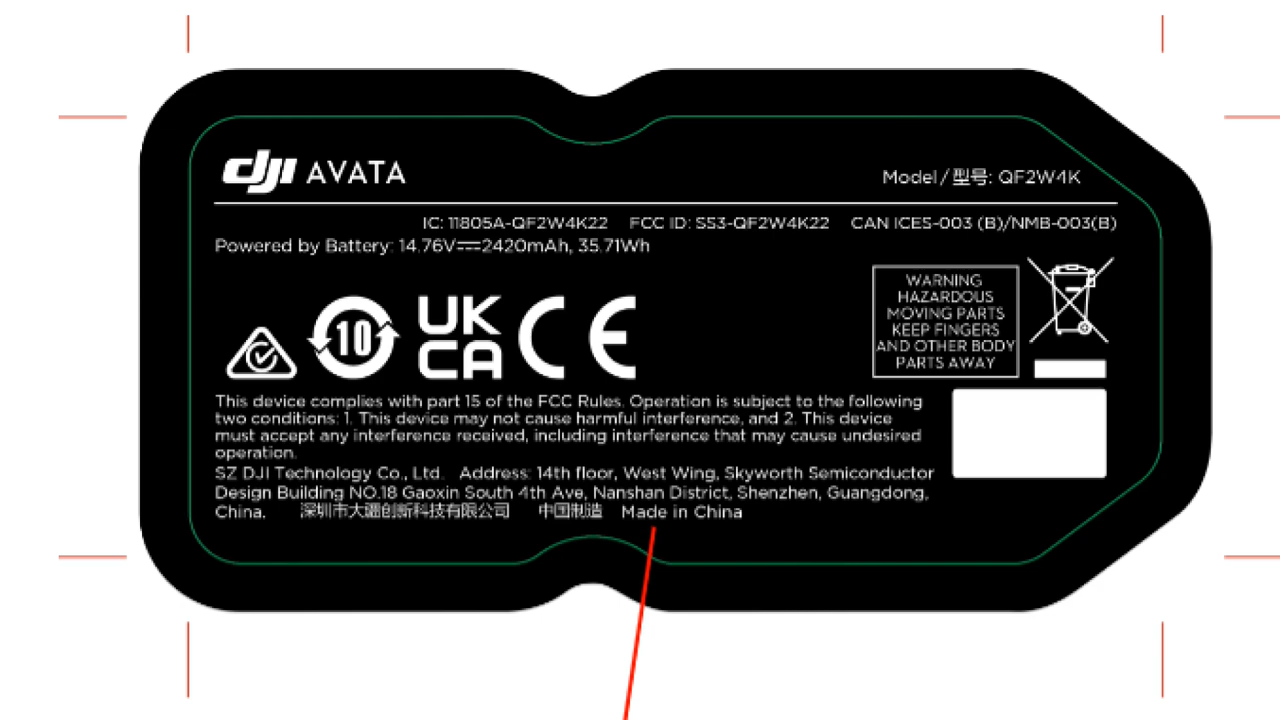 dji AVATA
Model/型号: QF2W4K
IC: 11805A-QF2W4K22 FCC ID: SS3-QF2W4K22 CAN ICES-003 (B)/NMB-003(B)
Powered by Battery: 14.76V⎓2420mAh, 35.71Wh
WARNING
HAZARDOUS
MOVING PARTS
KEEP FINGERS
AND OTHER BODY
PARTS AWAY
10
UK
CA
CE
This device complies with part 15 of the FCC Rules. Operation is subject to the following
two conditions: 1. This device may not cause harmful interference, and 2. This device
must accept any interference received, including interference that may cause undesired
operation.
SZ DJI Technology Co., Ltd. Address: 14th floor, West Wing, Skyworth Semiconductor
Design Building NO.18 Gaoxin South 4th Ave, Nanshan District, Shenzhen, Guangdong,
China. 深圳市大疆创新科技有限公司 中国制造 Made in China